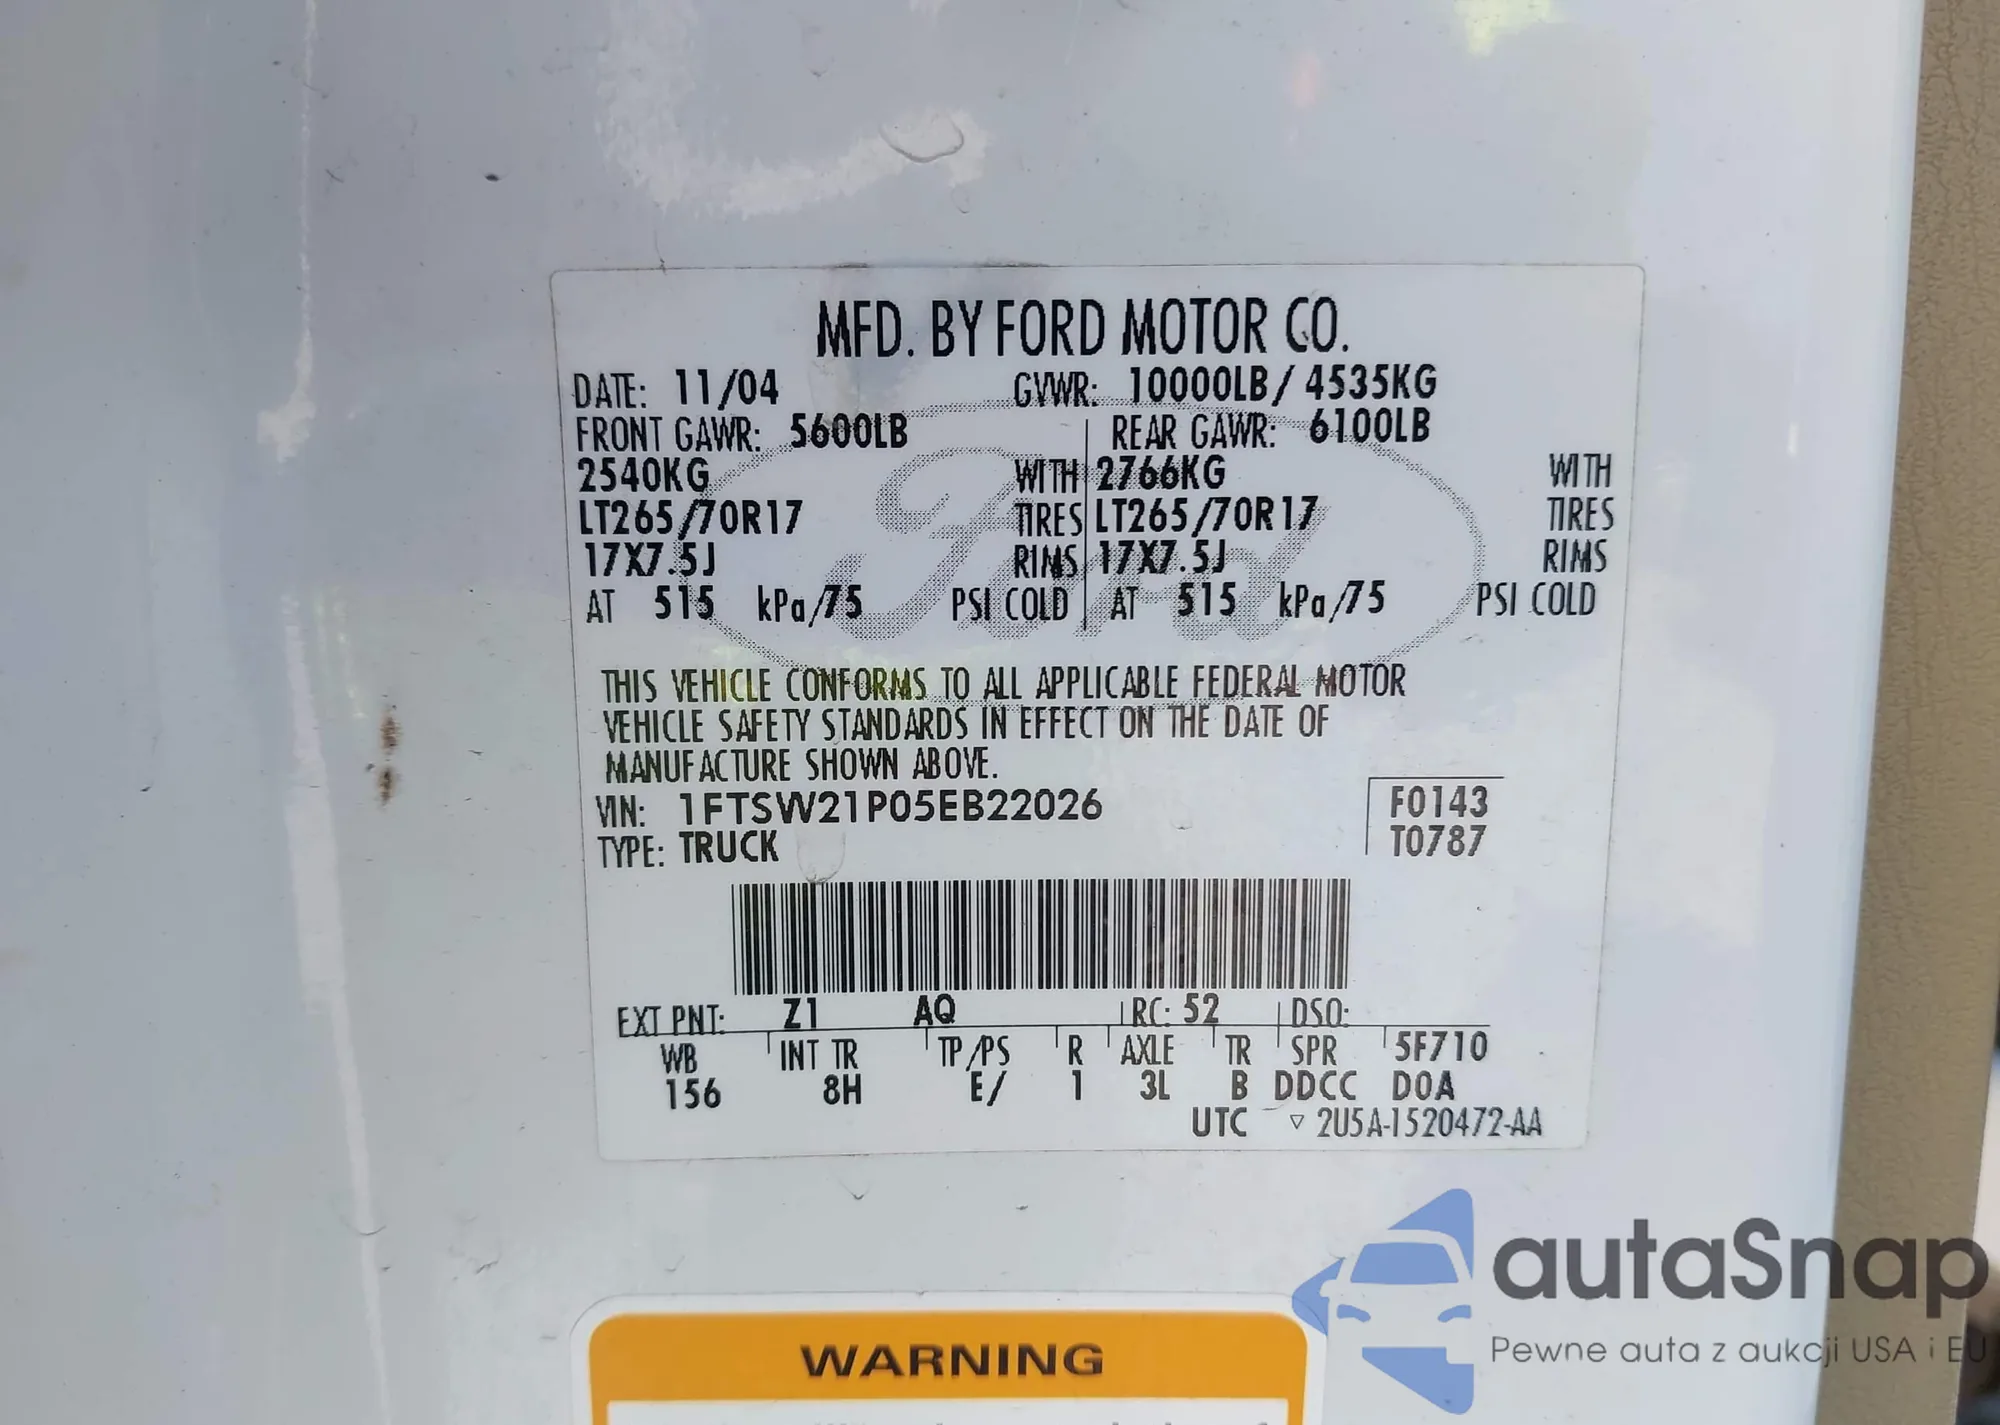 MFD. BY FORD MOTOR CO.
DATE: 11/04 GVWR: 10000LB/ 4535KG
FRONT GAWR: 5600LB REAR GAWR: 6100LB
2540KG WITH 2766KG WITH
LT265/70R17 TIRES LT265/70R17 TIRES
17X7.5J RIMS 17X7.5J RIMS
AT 515 kPa/75 PSI COLD AT 515 kPa/75 PSI COLD
Ford
THIS VEHICLE CONFORMS TO ALL APPLICABLE FEDERAL MOTOR
VEHICLE SAFETY STANDARDS IN EFFECT ON THE DATE OF
MANUFACTURE SHOWN ABOVE.
VIN: 1FTSW21P05EB22026 F0143
TYPE: TRUCK T0787
EXT PNT: Z1 AQ RC: 52 DSO:
WB INT TR TP/PS R AXLE TR SPR 5F710
156 8H E/ 1 3L B DDCC D0A
UTC ▽ 2U5A-1520472-AA
WARNING
autaSnap
Pewne auta z aukcji USA i EU